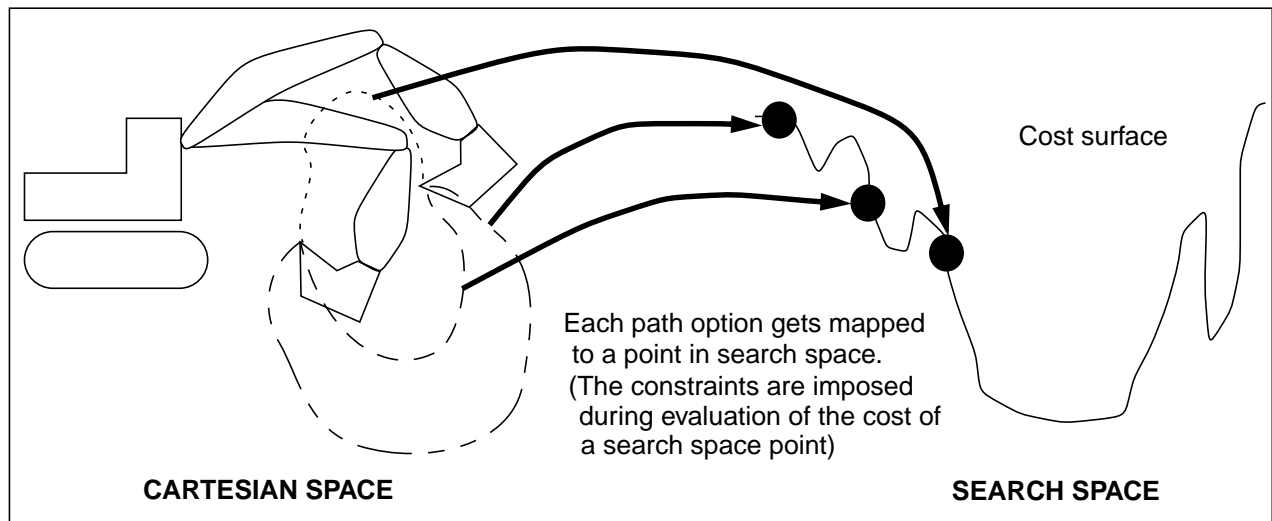 Cost surface
Each path option gets mapped
to a point in search space.
(The constraints are imposed
during evaluation of the cost of
a search space point)
CARTESIAN SPACE
SEARCH SPACE